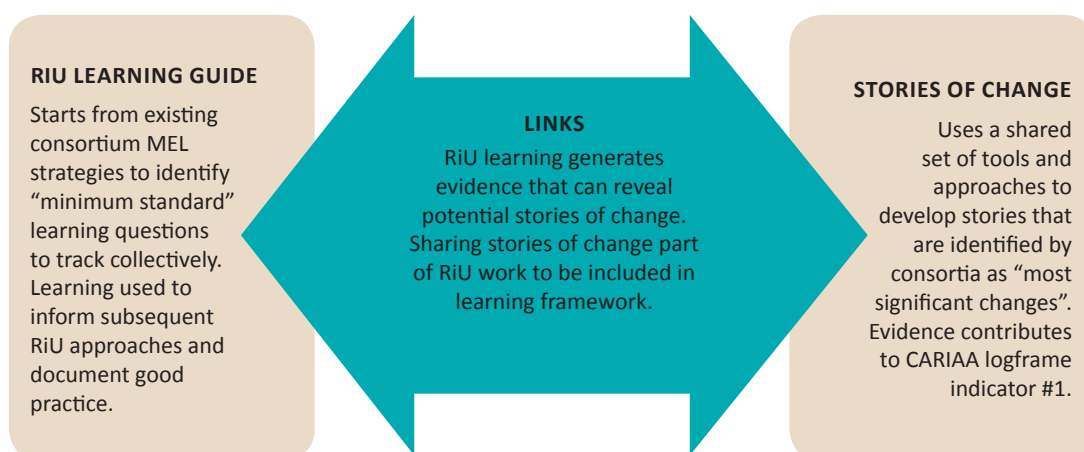 RIU LEARNING GUIDE
Starts from existing
consortium MEL
strategies to identify
“minimum standard”
learning questions
to track collectively.
Learning used to
inform subsequent
RiU approaches and
document good
practice.
LINKS
RiU learning generates
evidence that can reveal
potential stories of change.
Sharing stories of change part
of RiU work to be included in
learning framework.
STORIES OF CHANGE
Uses a shared
set of tools and
approaches to
develop stories that
are identified by
consortia as “most
significant changes”.
Evidence contributes
to CARIAA logframe
indicator #1.